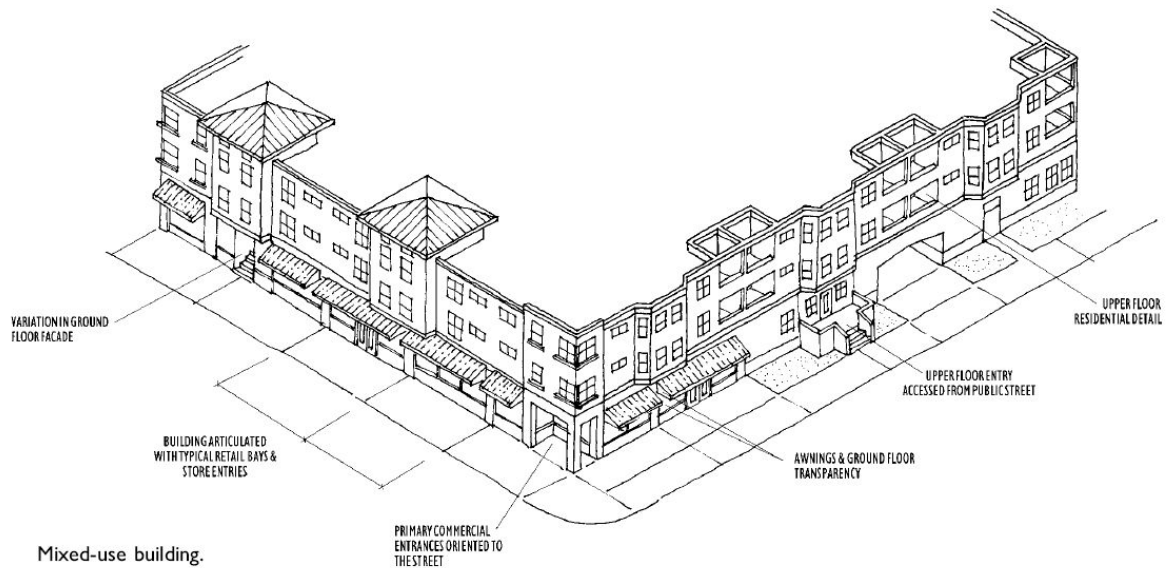 VARIATION IN GROUND
FLOOR FACADE
UPPER FLOOR
RESIDENTIAL DETAIL
UPPER FLOOR ENTRY
ACCESSED FROM PUBLIC STREET
BUILDING ARTICULATED
WITH TYPICAL RETAIL BAYS &
STORE ENTRIES
AWNINGS & GROUND FLOOR
TRANSPARENCY
PRIMARY COMMERCIAL
ENTRANCES ORIENTED TO
THE STREET
Mixed-use building.